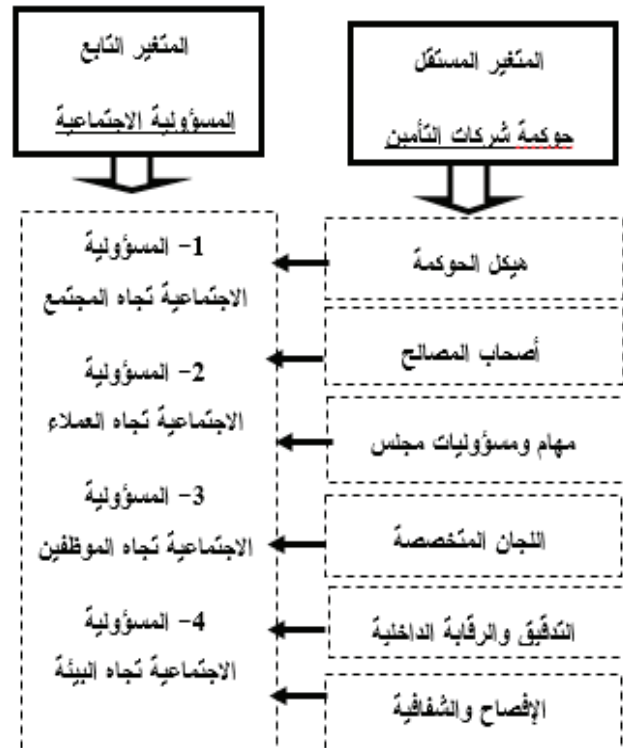 المتغير المستقل
حوكمة شركات التأمين
هيكل الحوكمة
أصحاب المصالح
مهام ومسؤوليات مجلس
اللجان المتخصصة
التدقيق والرقابة الداخلية
الإفصاح والشفافية
المتغير التابع
المسؤولية الاجتماعية
1- المسؤولية
الاجتماعية تجاه المجتمع
2- المسؤولية
الاجتماعية تجاه العملاء
3- المسؤولية
الاجتماعية تجاه الموظفين
4- المسؤولية
الاجتماعية تجاه البيئة